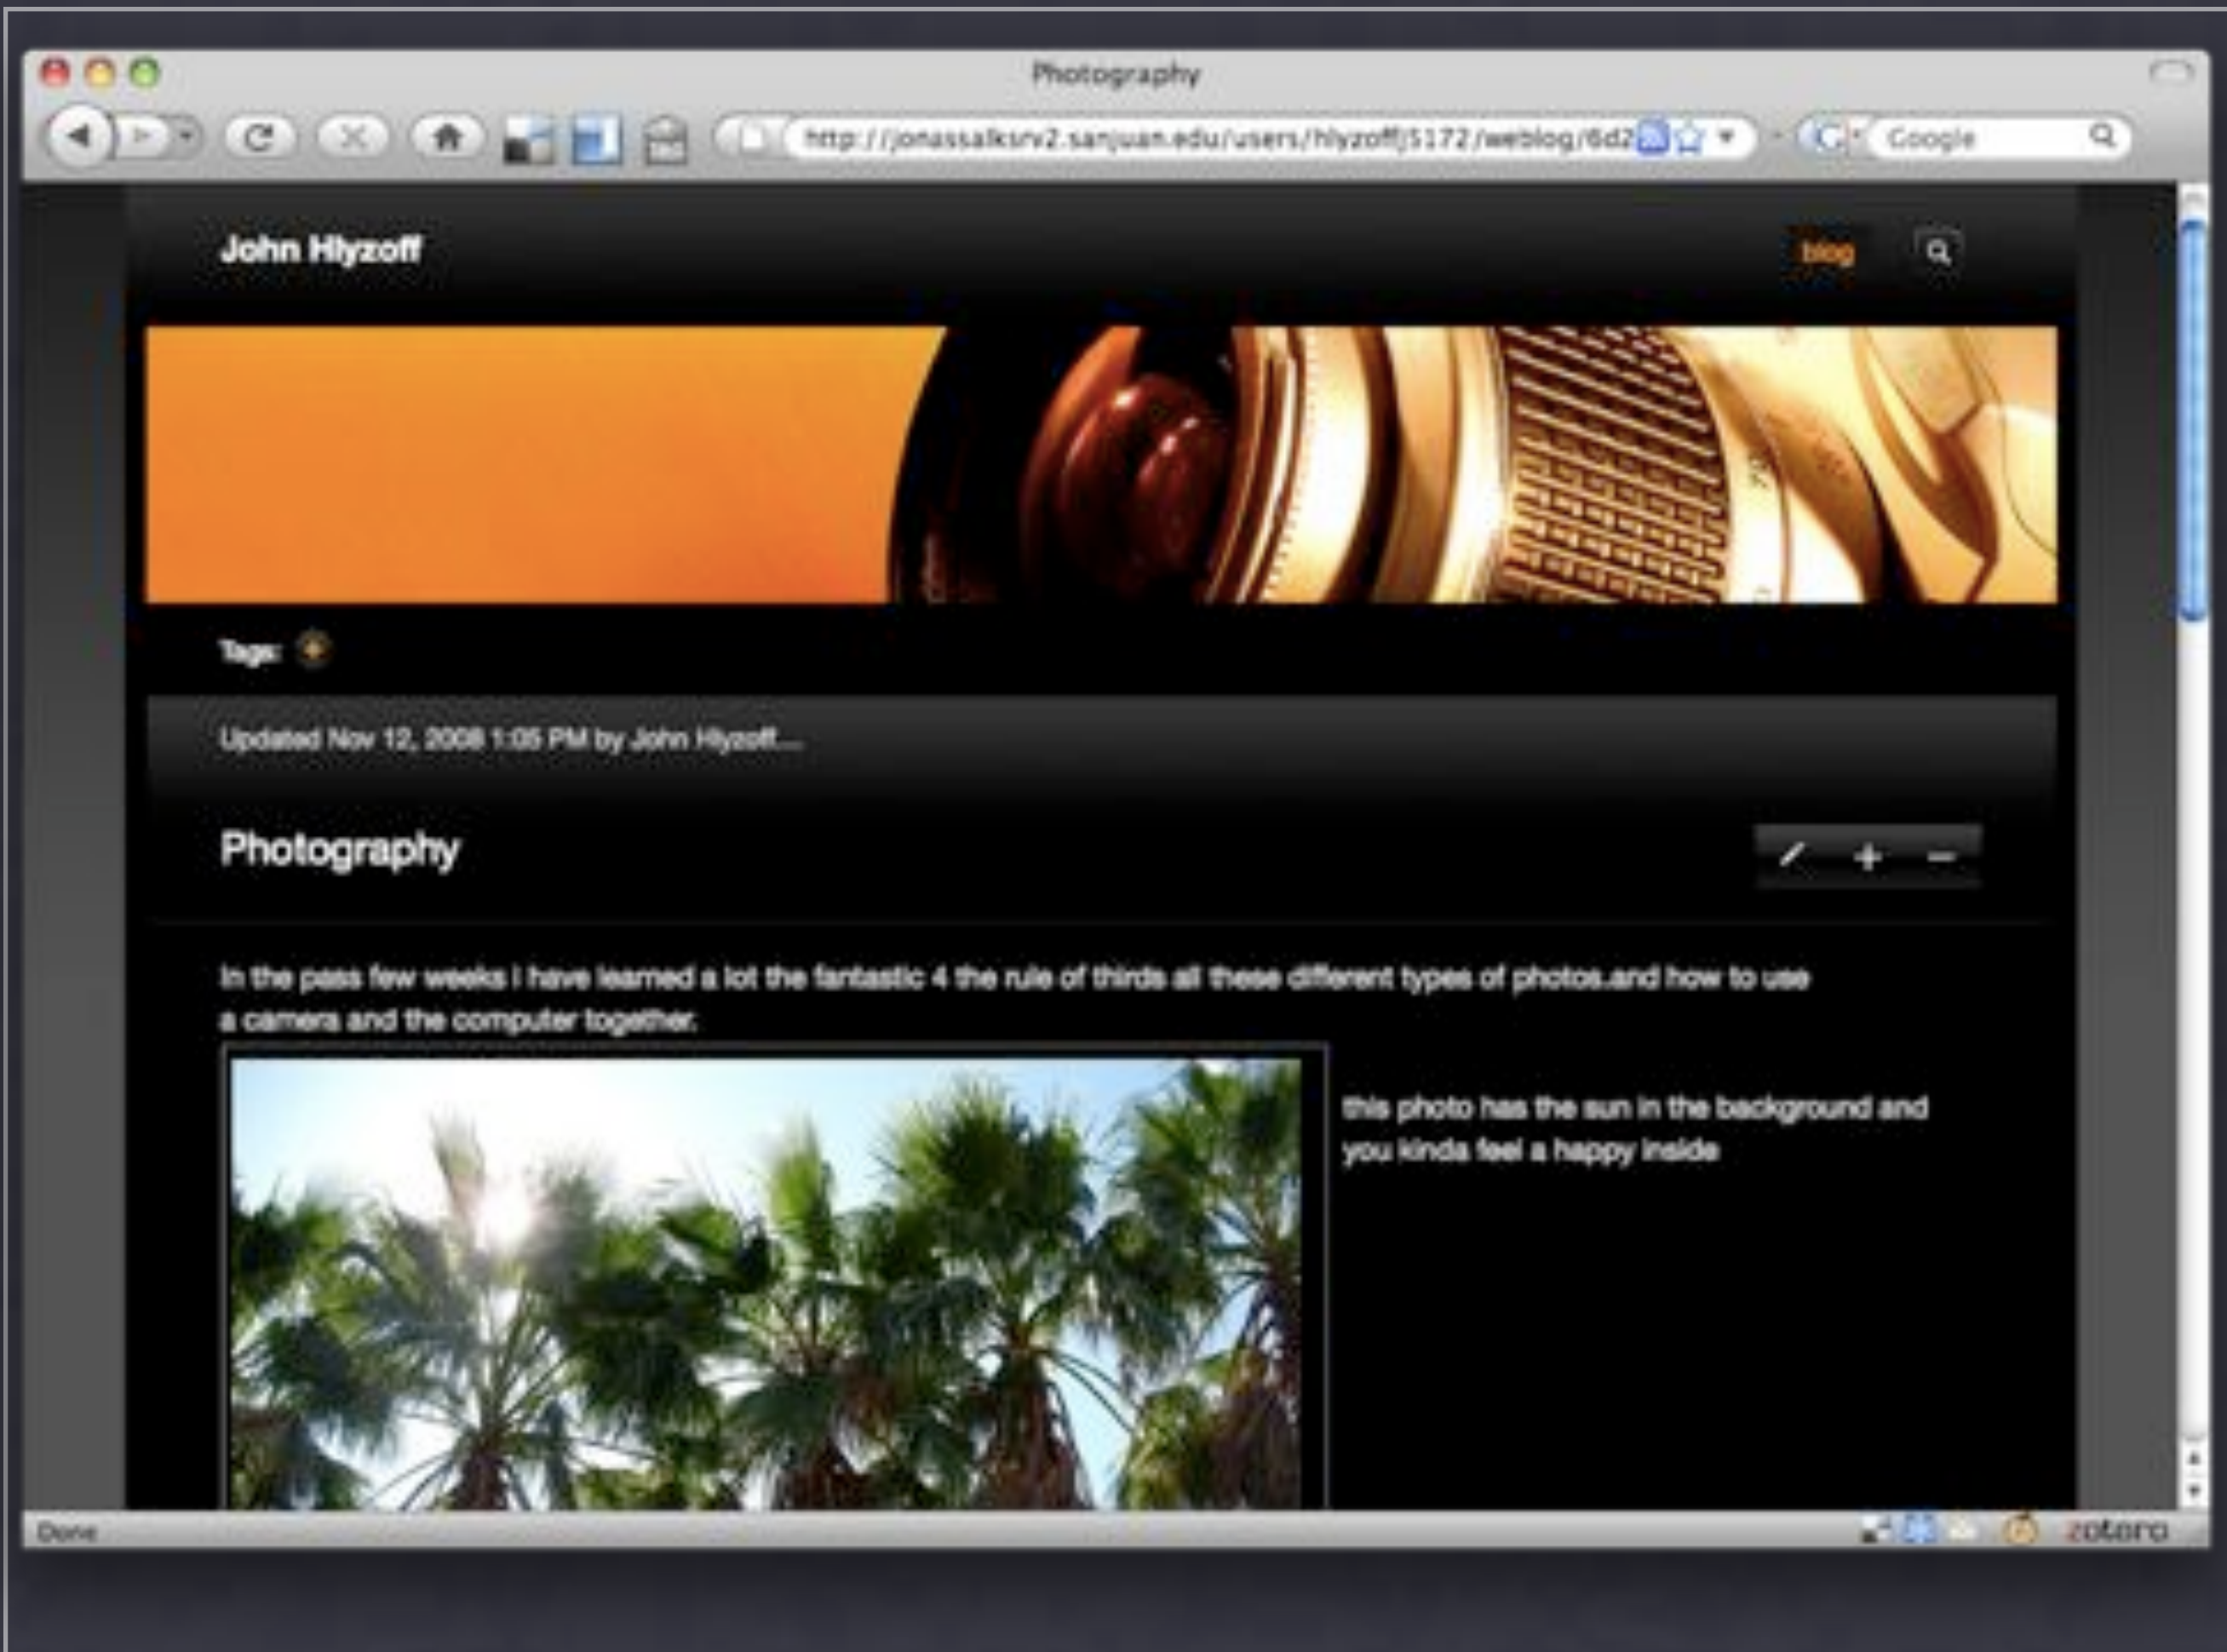 Photography
http://jonassalksrv2.sanjuan.edu/users/hlyzoffj5172/weblog/6d2
Google
John Hlyzoff
blog
Tags:
Updated Nov 12, 2008 1:05 PM by John Hlyzoff...
Photography
In the pass few weeks i have learned a lot the fantastic 4 the rule of thirds all these different types of photos.and how to use
a camera and the computer together.
this photo has the sun in the background and
you kinda feel a happy inside
Done
zotero